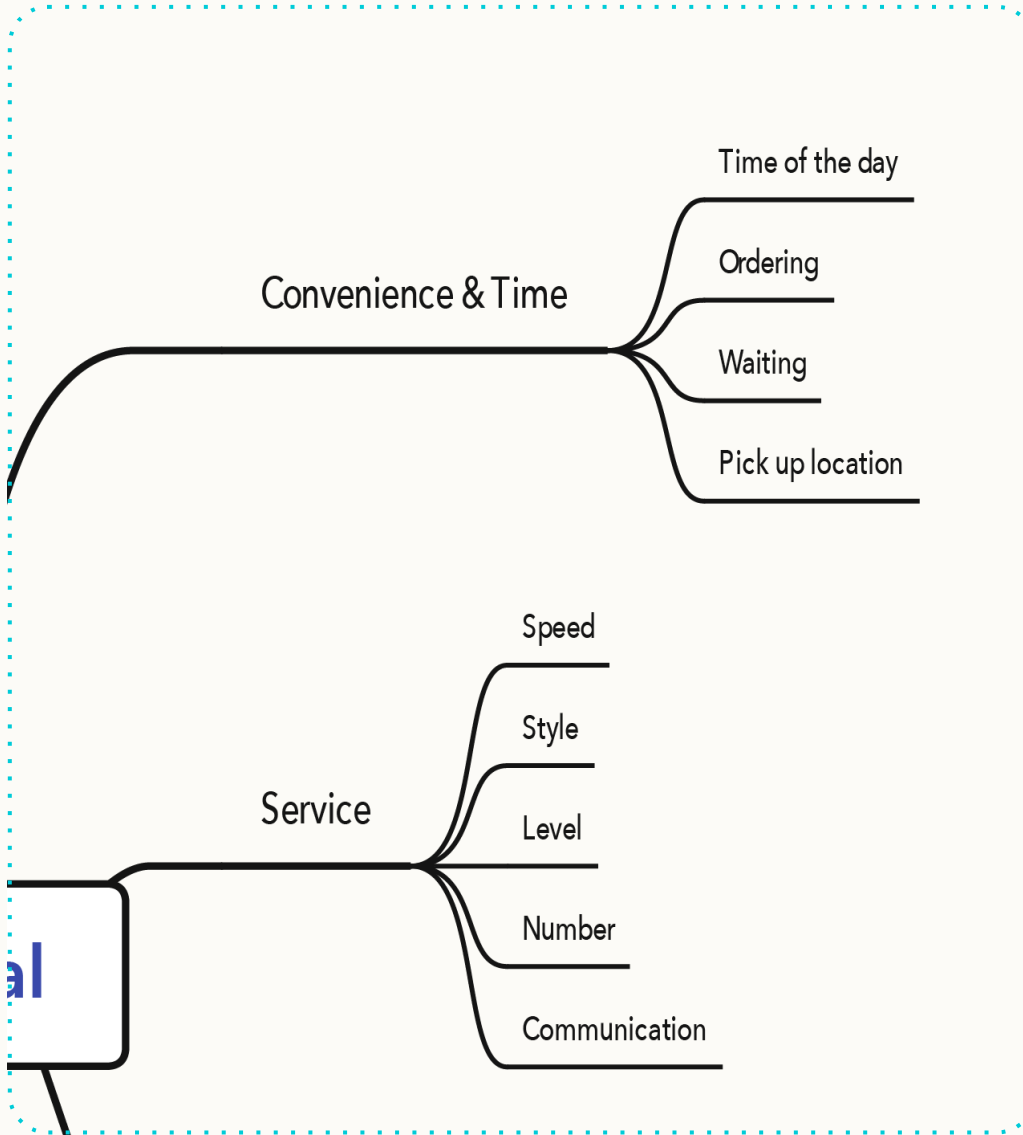 Convenience & Time
Time of the day
Ordering
Waiting
Pick up location
Service
Speed
Style
Level
Number
Communication